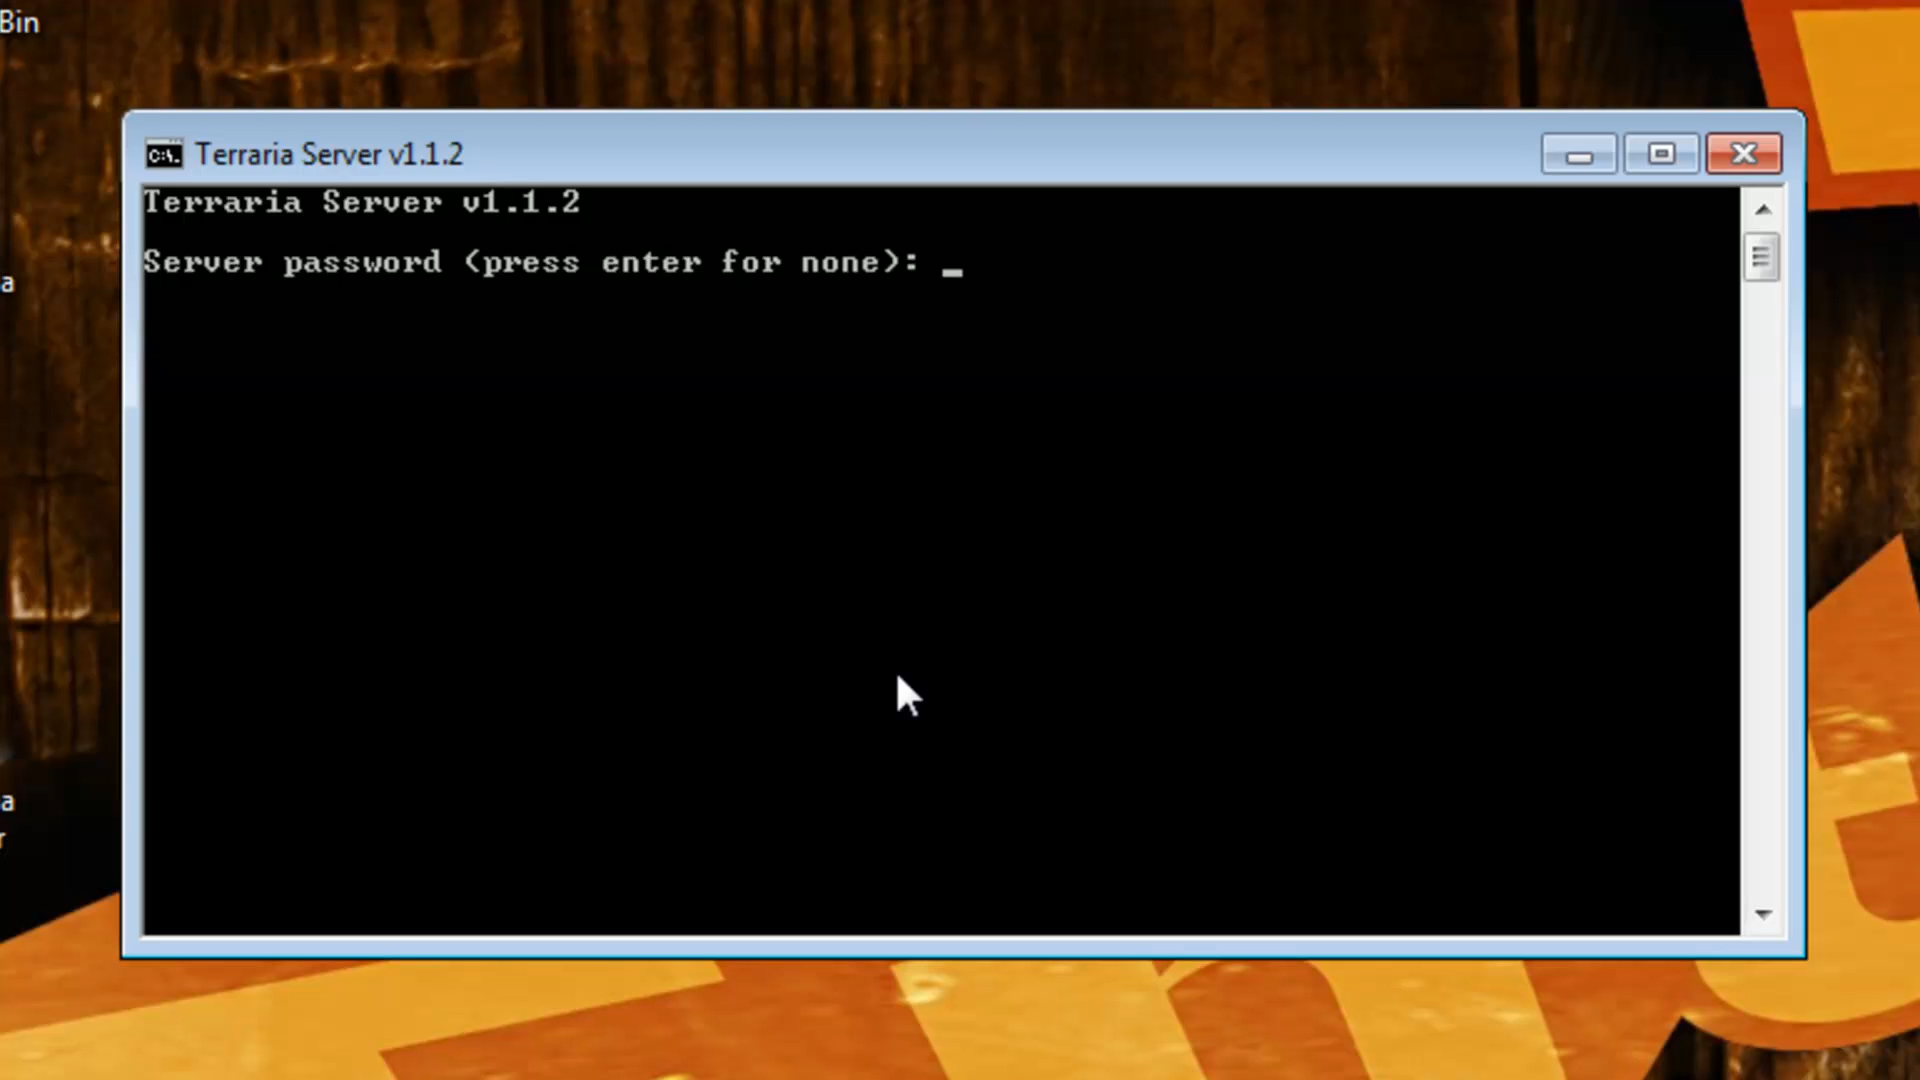 Bin
Terraria Server v1.1.2
C:\.
Terraria Server v1.1.2
Server password (press enter for none): _
a
a
r